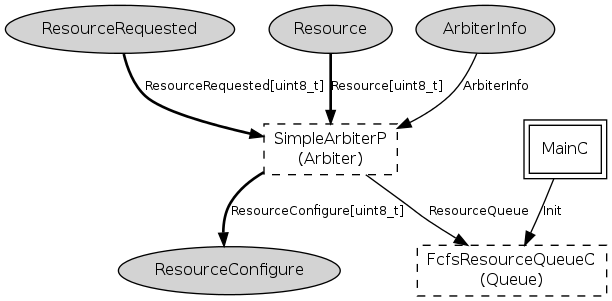 ResourceRequested
Resource
ArbiterInfo
ResourceRequested[uint8_t]
Resource[uint8_t]
ArbiterInfo
SimpleArbiterP
(Arbiter)
MainC
ResourceConfigure[uint8_t]
ResourceQueue
Init
ResourceConfigure
FcfsResourceQueueC
(Queue)